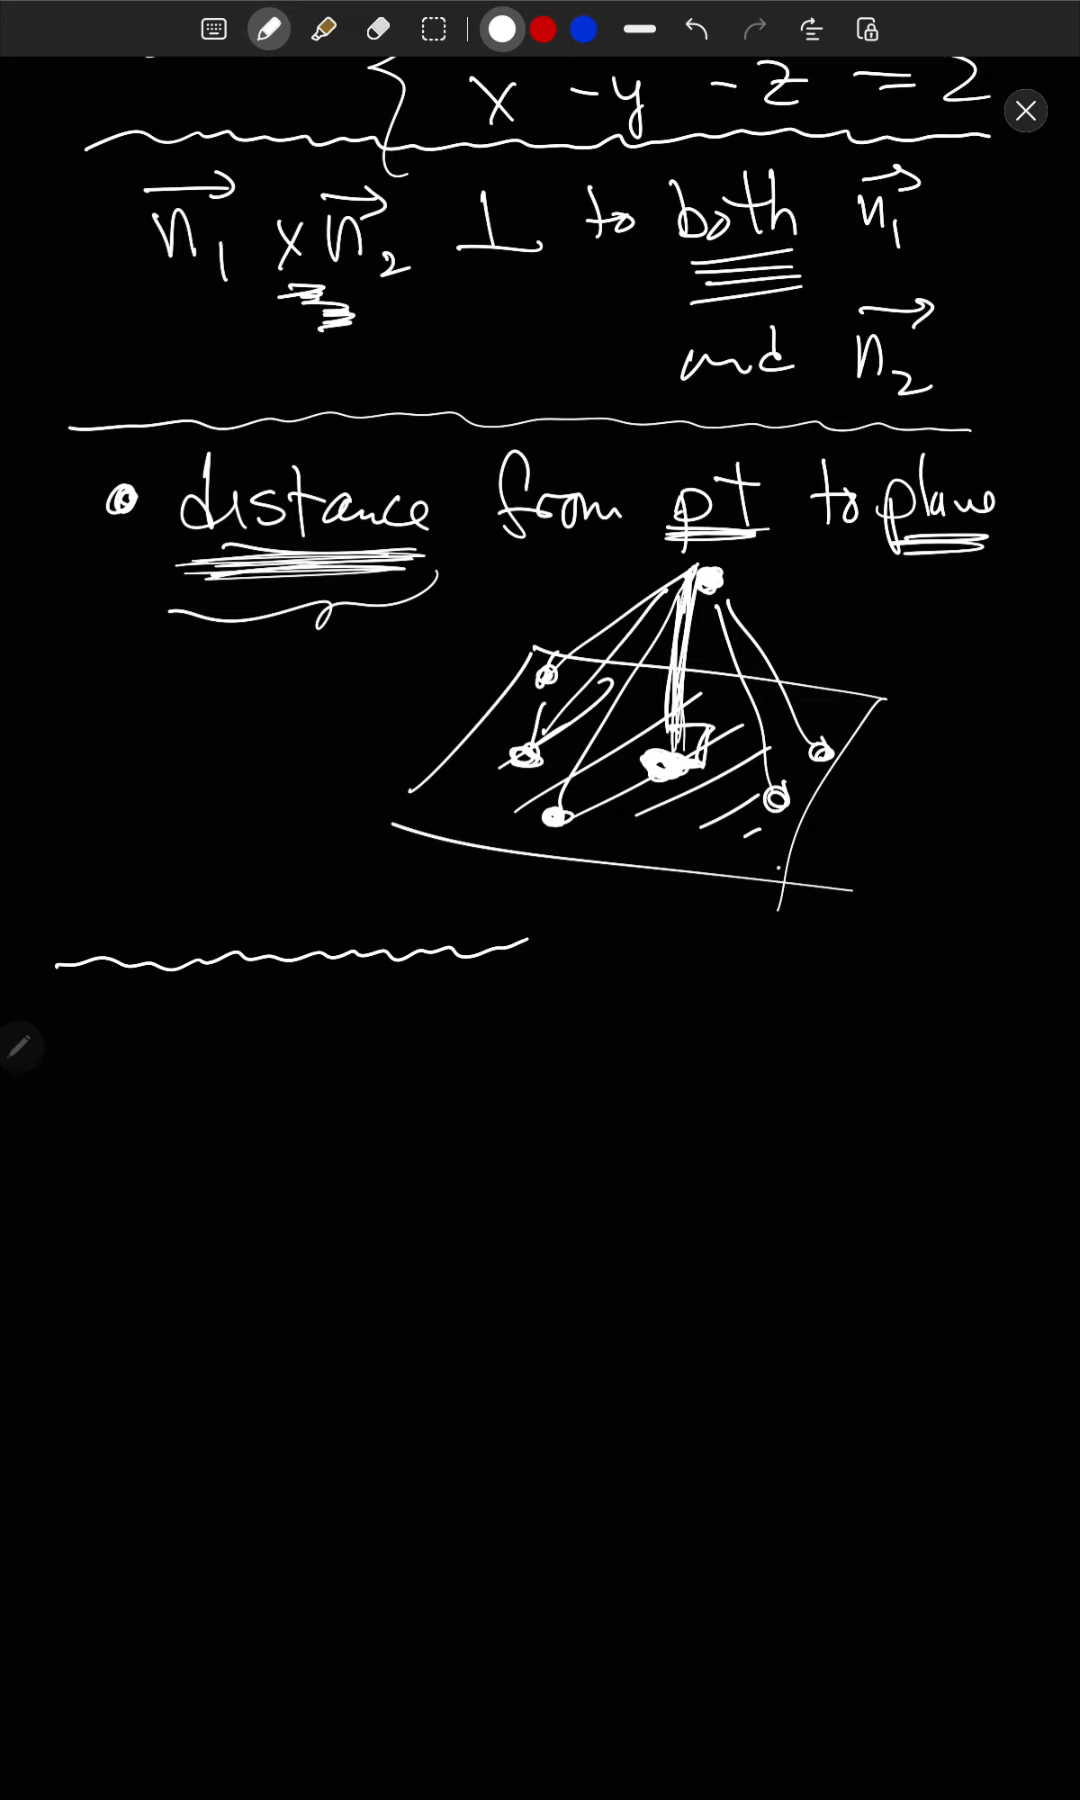 x - y - z = 2
n₁ × n₂ ⊥ to both n₁
and n₂
• distance from pt to plane